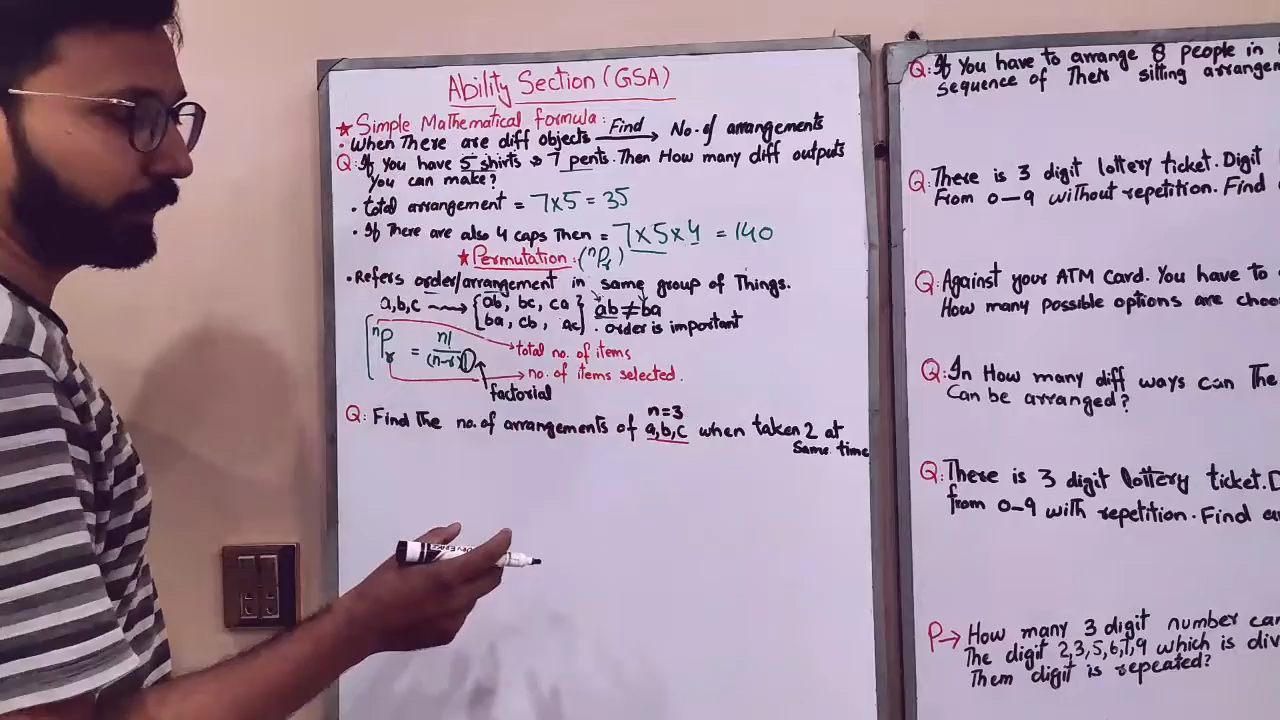 Ability Section (GSA)
★ Simple Mathematical formula:
• When There are diff objects Find → No. of arrangements
Q: If You have 5 shirts → 7 pents. Then How many diff outputs
You can make?
• total arrangement = 7x5 = 35
• If There are also 4 caps Then = 7x5x4 = 140
★ Permutation: (nPr)
• Refers order/arrangement in same group of Things.
a,b,c → {ab, bc, ca} ab ≠ ba
{ba, cb, ac} • order is important
nPr = n!/(n-r)! → total no. of items
→ no. of items selected.
factorial
n=3
Q: Find the no. of arrangements of a,b,c when taken 2 at
Same time
Q: If You have to arrange 8 people in
Sequence of Theis sitting
Q: There is 3 digit lottery ticket. Digit
From 0-9 without repetition. Find
Q: Against your ATM Card. You have to
How many possible options are
Q: In How many diff ways can The
Can be arranged?
Q: There is 3 digit lottery ticket.
from 0-9 with repetition. Find
P→ How many 3 digit number
The digit 2,3,5,6,7,9 which is
Them digit is repeated?